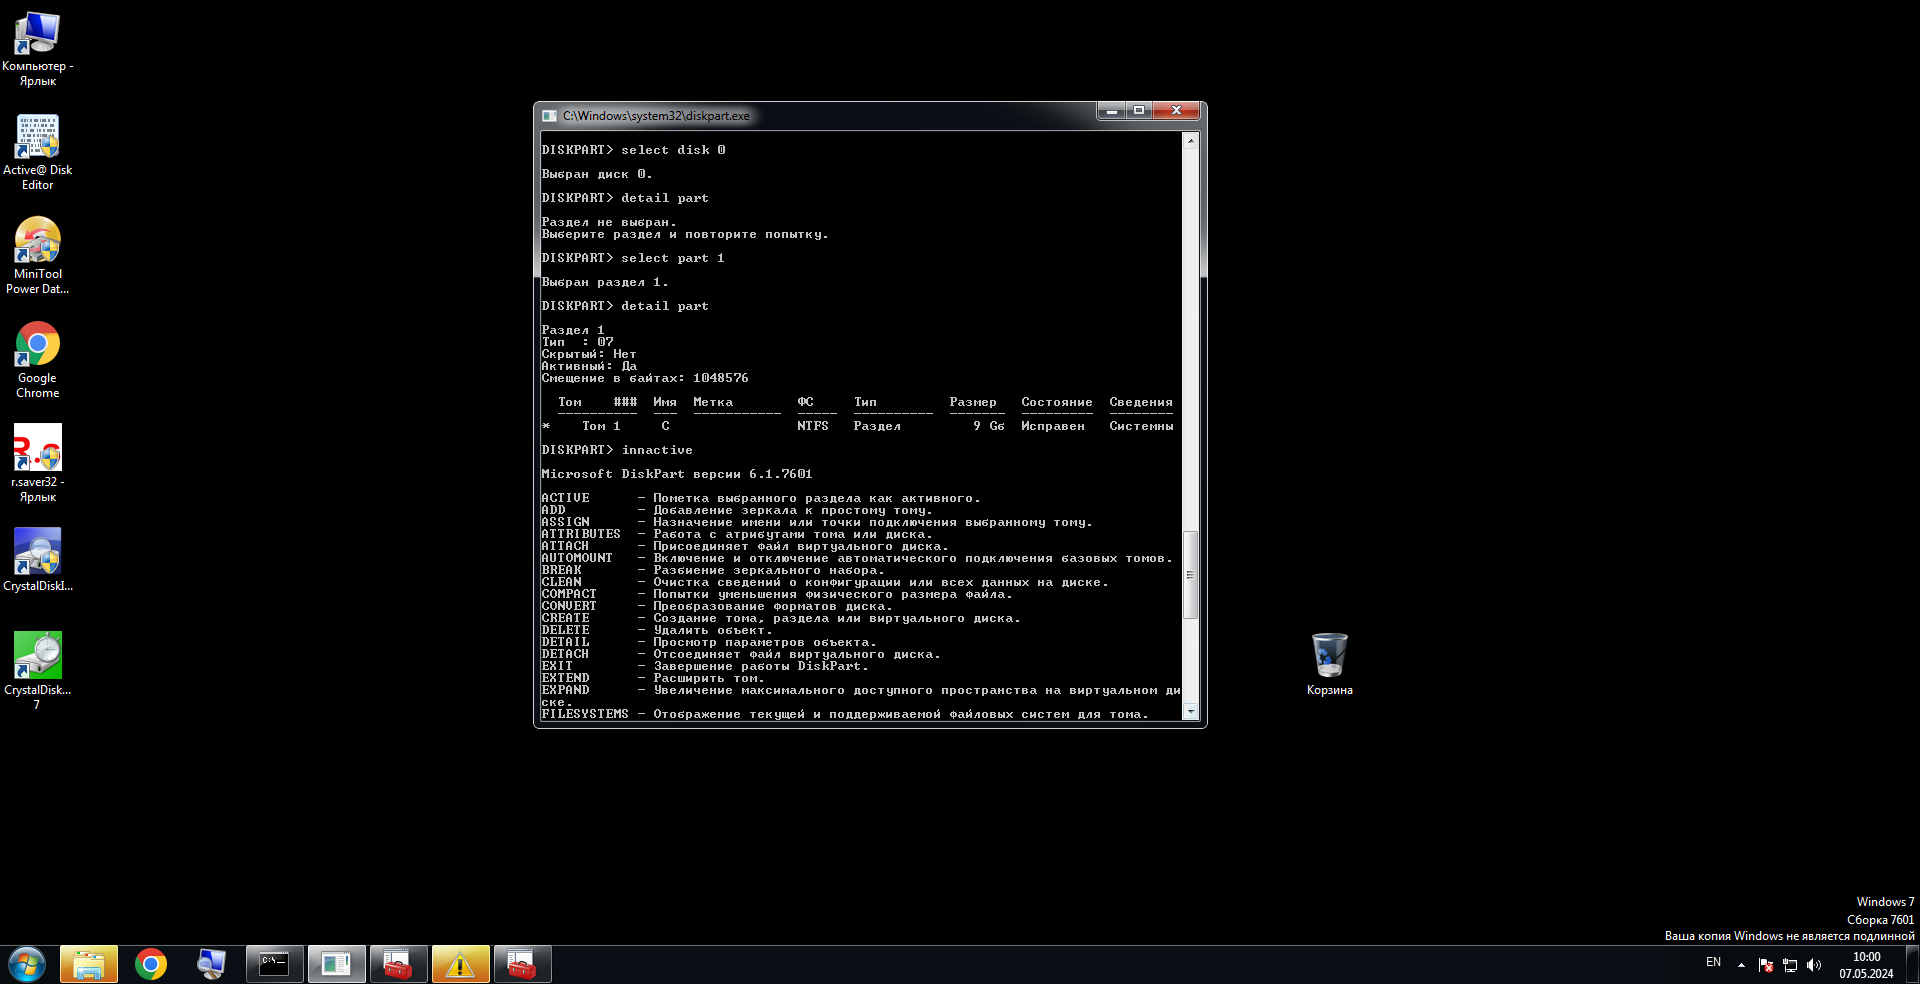 Компьютер -
Ярлык
Active@ Disk
Editor
MiniTool
Power Dat...
Google
Chrome
R.s
r.saver32 -
Ярлык
CrystalDiskI...
CrystalDisk...
7
C:\Windows\system32\diskpart.exe
DISKPART> select disk 0
Выбран диск 0.
DISKPART> detail part
Раздел не выбран.
Выберите раздел и повторите попытку.
DISKPART> select part 1
Выбран раздел 1.
DISKPART> detail part
Раздел 1
Тип  : 07
Скрытый: Нет
Активный: Да
Смещение в байтах: 1048576
Том    ###  Имя  Метка        ФС     Тип         Размер   Состояние  Сведения
----------  ---  -----------  -----  ----------  -------  ---------  --------
*    Том 1     C                NTFS   Раздел         9 Gб  Исправен   Системны
DISKPART> innactive
Microsoft DiskPart версии 6.1.7601
ACTIVE      - Пометка выбранного раздела как активного.
ADD         - Добавление зеркала к простому тому.
ASSIGN      - Назначение имени или точки подключения выбранному тому.
ATTRIBUTES  - Работа с атрибутами тома или диска.
ATTACH      - Присоединяет файл виртуального диска.
AUTOMOUNT   - Включение и отключение автоматического подключения базовых томов.
BREAK       - Разбиение зеркального набора.
CLEAN       - Очистка сведений о конфигурации или всех данных на диске.
COMPACT     - Попытки уменьшения физического размера файла.
CONVERT     - Преобразование форматов диска.
CREATE      - Создание тома, раздела или виртуального диска.
DELETE      - Удалить объект.
DETAIL      - Просмотр параметров объекта.
DETACH      - Отсоединяет файл виртуального диска.
EXIT        - Завершение работы DiskPart.
EXTEND      - Расширить том.
EXPAND      - Увеличение максимального доступного пространства на виртуальном ди
ске.
FILESYSTEMS - Отображение текущей и поддерживаемой файловых систем для тома.
Корзина
Windows 7
Сборка 7601
Ваша копия Windows не является подлинной
C:\_
EN
10:00
07.05.2024